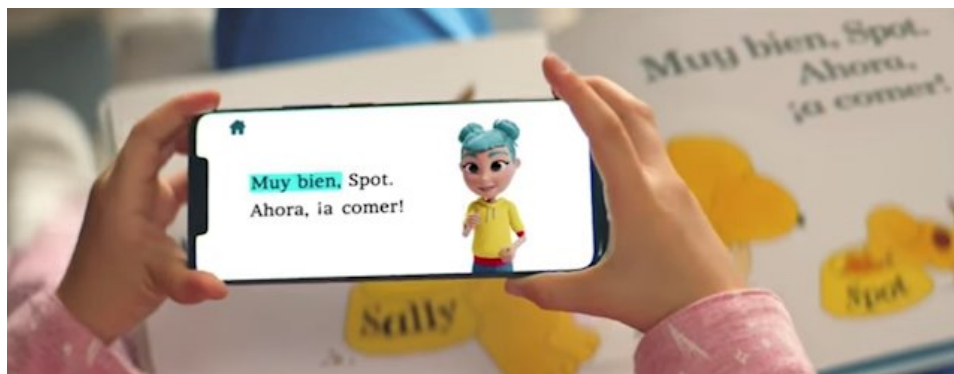 Muy bien, Spot.
Ahora,
¡a comer!
Muy bien, Spot.
Ahora, ¡a comer!
Sally
Spot